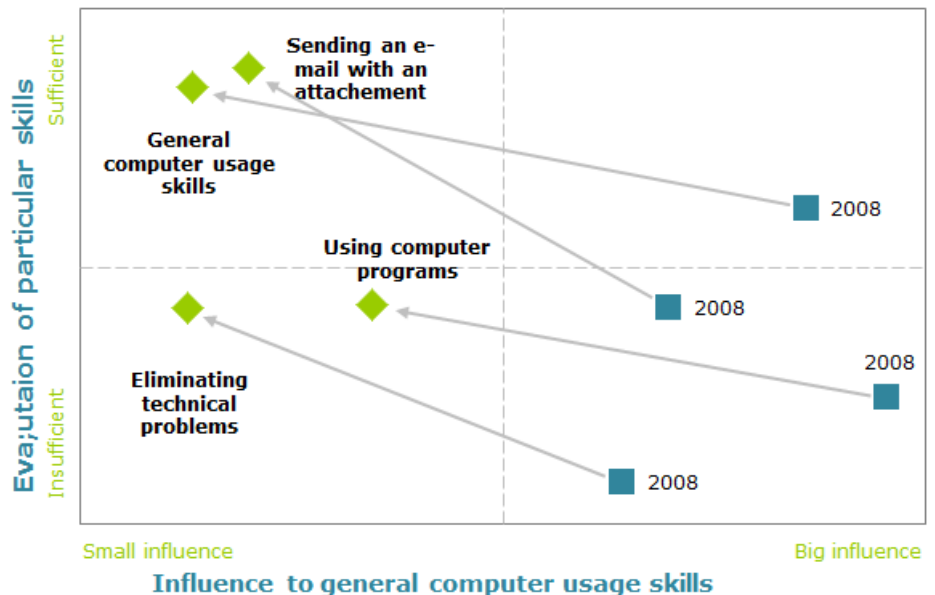 Sufficient
Eva;utaion of particular skills
Insufficient
Sending an e-
mail with an
attachement
General
computer usage
skills
2008
Using computer
programs
2008
2008
Eliminating
technical
problems
2008
Small influence
Big influence
Influence to general computer usage skills